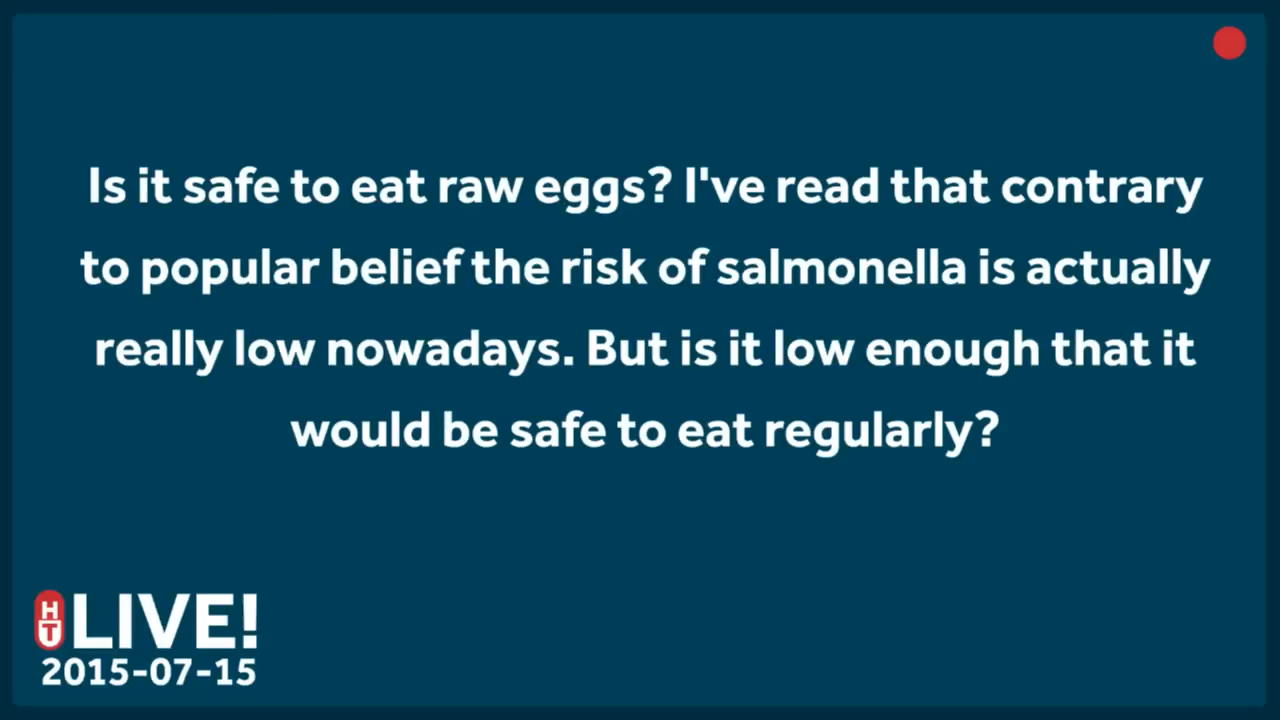 Is it safe to eat raw eggs? I've read that contrary
to popular belief the risk of salmonella is actually
really low nowadays. But is it low enough that it
would be safe to eat regularly?
HT LIVE!
2015-07-15